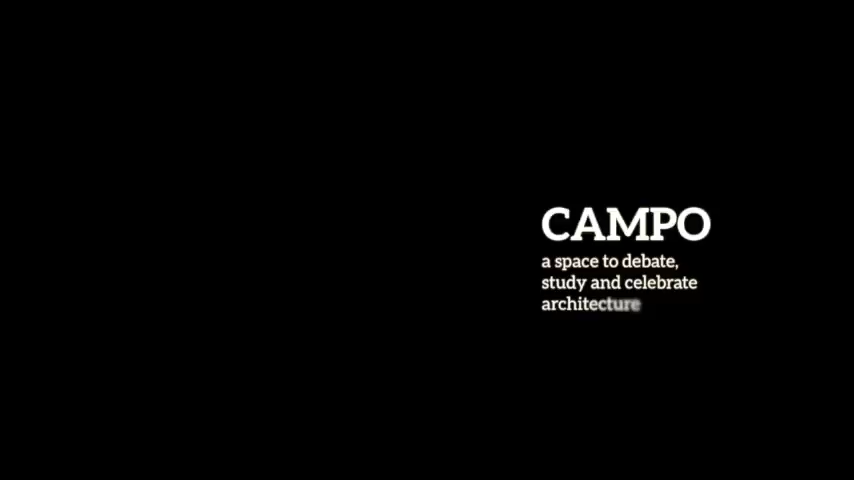 CAMPO
a space to debate,
study and celebrate
architecture